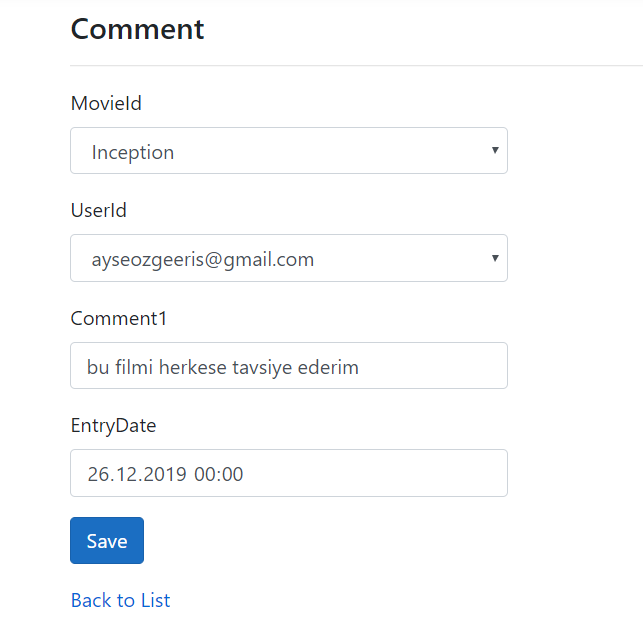 Comment
MovieId
Inception
UserId
ayseozgeeris@gmail.com
Comment1
bu filmi herkese tavsiye ederim
EntryDate
26.12.2019 00:00
Save
Back to List